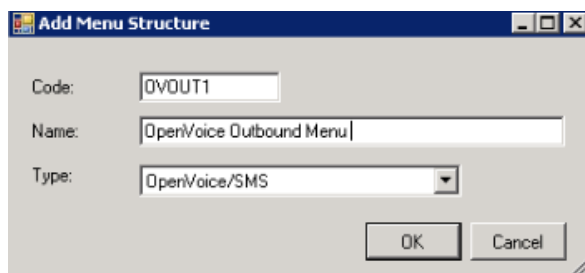 Add Menu Structure
Code: OVOUT1
Name: OpenVoice Outbound Menu
Type: OpenVoice/SMS
OK Cancel